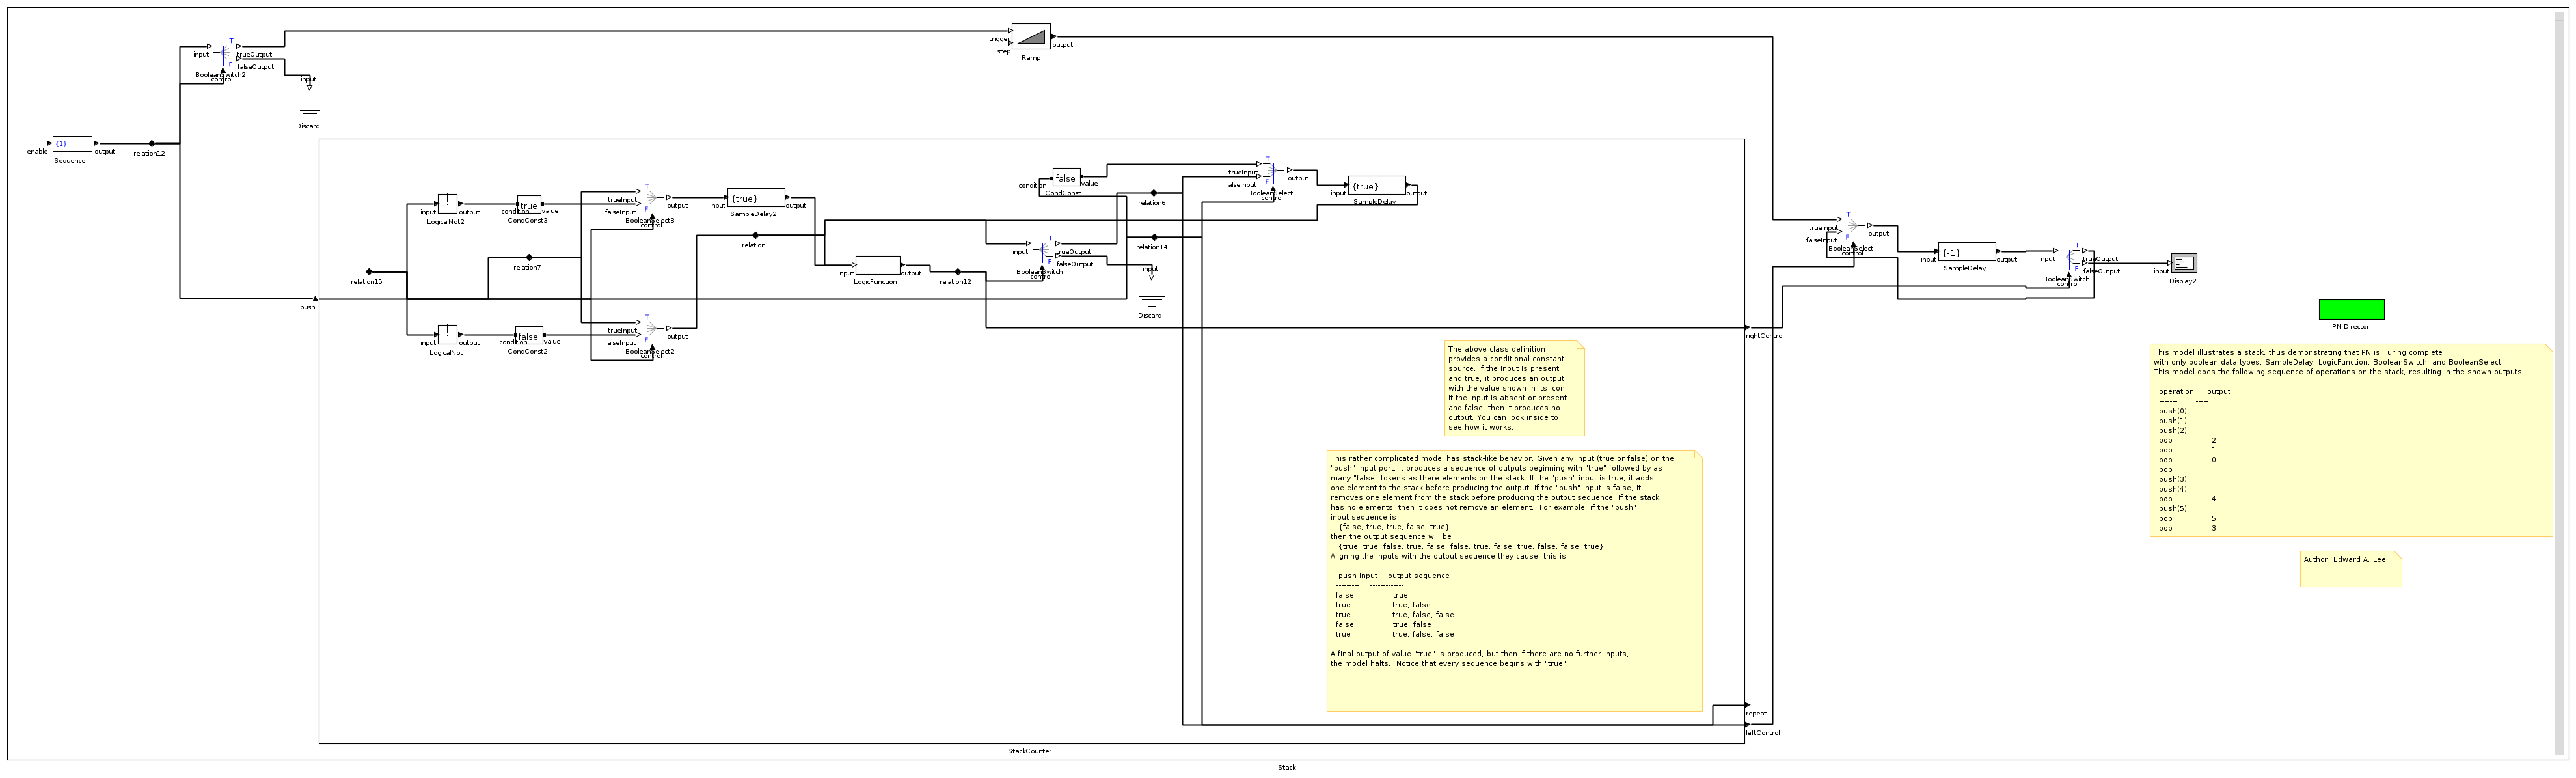 T
input
trueOutput
F
falseOutput
BooleanSwitch2
control
input
Discard
trigger
step
output
Ramp
enable
{1}
output
Sequence
relation12
push
input
!
output
LogicalNot2
true
condition
value
CondConst3
T
trueInput
F
falseInput
output
BooleanSelect3
control
input
{true}
output
SampleDelay2
relation7
relation
relation15
input
!
output
LogicalNot
false
condition
value
CondConst2
T
trueInput
F
falseInput
output
BooleanSelect2
control
input
output
LogicFunction
relation12
condition
false
value
CondConst1
T
input
trueOutput
F
falseOutput
BooleanSwitch
control
input
Discard
relation6
relation14
T
trueInput
F
falseInput
output
BooleanSelect
control
input
{true}
output
SampleDelay
rightControl
repeat
leftControl
The above class definition
provides a conditional constant
source. If the input is present
and true, it produces an output
with the value shown in its icon.
If the input is absent or present
and false, then it produces no
output. You can look inside to
see how it works.
This rather complicated model has stack-like behavior. Given any input (true or false) on the
"push" input port, it produces a sequence of outputs beginning with "true" followed by as
many "false" tokens as there elements on the stack. If the "push" input is true, it adds
one element to the stack before producing the output. If the "push" input is false, it
removes one element from the stack before producing the output sequence. If the stack
has no elements, then it does not remove an element. For example, if the "push"
input sequence is
{false, true, true, false, true}
then the output sequence will be
{true, true, false, true, false, false, true, false, true, false, false, true}
Aligning the inputs with the output sequence they cause, this is:
push input output sequence
--------- -------------
false true
true true, false
true true, false, false
false true, false
true true, false, false
A final output of value "true" is produced, but then if there are no further inputs,
the model halts. Notice that every sequence begins with "true".
StackCounter
T
trueInput
F
falseInput
output
BooleanSelect
control
input
{-1}
output
SampleDelay
T
input
trueOutput
F
falseOutput
BooleanSwitch
control
input
Display2
PN Director
This model illustrates a stack, thus demonstrating that PN is Turing complete
with only boolean data types, SampleDelay, LogicFunction, BooleanSwitch, and BooleanSelect.
This model does the following sequence of operations on the stack, resulting in the shown outputs:
operation output
------- -----
push(0)
push(1)
push(2)
pop 2
pop 1
pop 0
pop
push(3)
push(4)
pop 4
push(5)
pop 5
pop 3
Author: Edward A. Lee
Stack